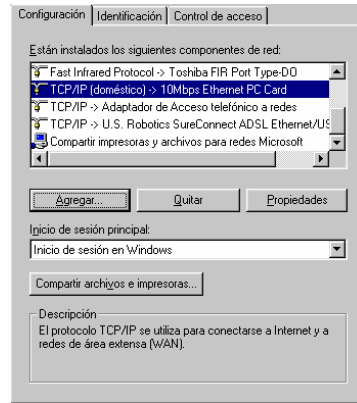 Configuración Identificación Control de acceso
Están instalados los siguientes componentes de red:
Fast Infrared Protocol -> Toshiba FIR Port Type-DO
TCP/IP (doméstico) -> 10Mbps Ethernet PC Card
TCP/IP -> Adaptador de Acceso telefónico a redes
TCP/IP -> U.S. Robotics SureConnect ADSL Ethernet/US
Compartir impresoras y archivos para redes Microsoft
Agregar... Quitar Propiedades
Inicio de sesión principal:
Inicio de sesión en Windows
Compartir archivos e impresoras...
Descripción
El protocolo TCP/IP se utiliza para conectarse a Internet y a
redes de área extensa (WAN).